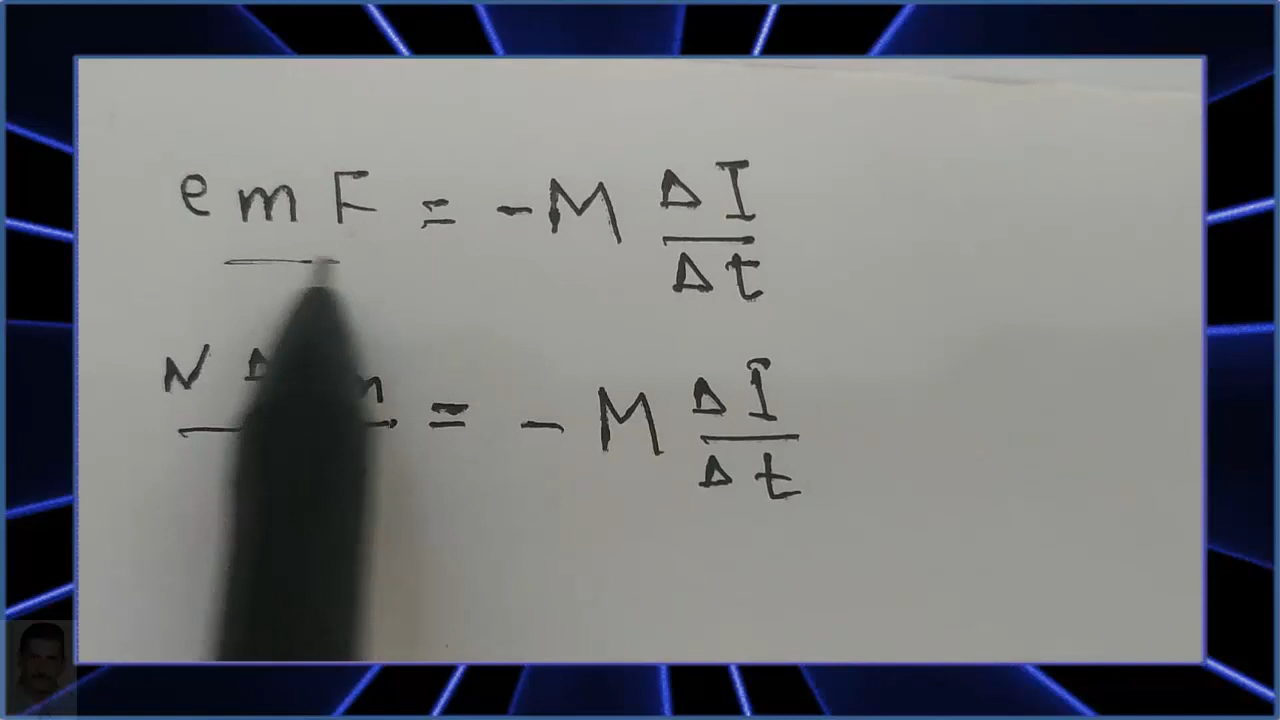 emF = -M ΔI/Δt
N Δ = - M ΔI/Δt